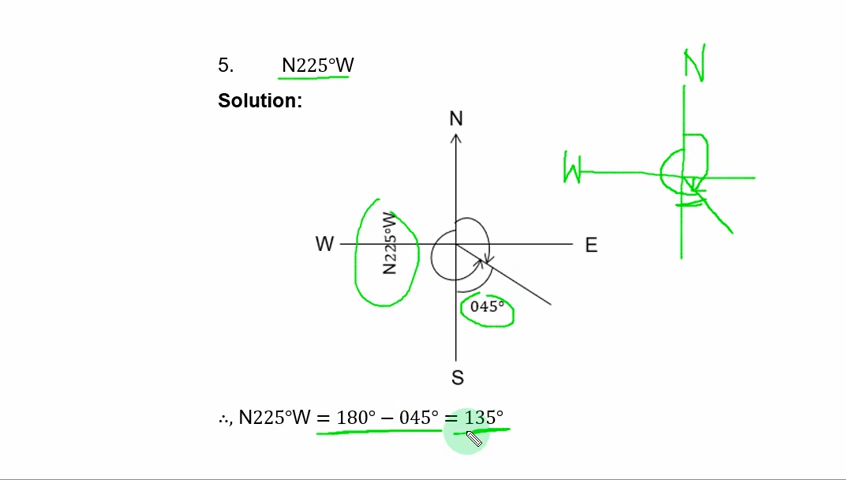 5. N225°W
Solution:
N
N
W
W
N225°W
E
045°
S
∴, N225°W = 180° − 045° = 135°